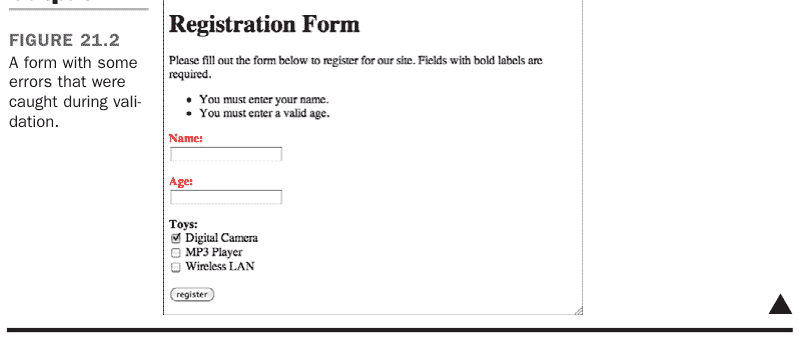 FIGURE 21.2
A form with some
errors that were
caught during vali-
dation.
Registration Form
Please fill out the form below to register for our site. Fields with bold labels are
required.
• You must enter your name.
• You must enter a valid age.
Name:
Age:
Toys:
Digital Camera
MP3 Player
Wireless LAN
register